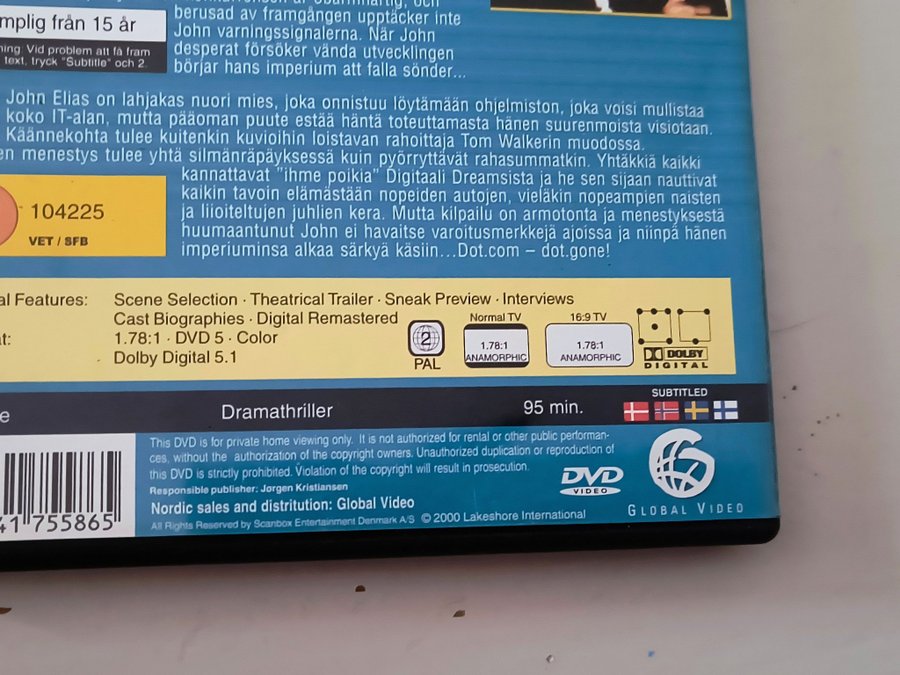 berusad av framgången upptäcker inte
John varningssignalerna. När John
desperat försöker vända utvecklingen
börjar hans imperium att falla sönder...
mplig från 15 år
ning. Vid problem att få fram
text, tryck "Subtitle" och 2.
John Elias on lahjakas nuori mies, joka onnistuu löytämään ohjelmiston, joka voisi mullistaa
koko IT-alan, mutta pääoman puute estää häntä toteuttamasta hänen suurenmoista visiotaan.
Käännekohta tulee kuitenkin kuvioihin loistavan rahoittaja Tom Walkerin muodossa.
en menestys tulee yhtä silmänräpäyksessä kuin pyörryttävät rahasummatkin. Yhtäkkiä kaikki
kannattavat "ihme poikia" Digitaali Dreamsista ja he sen sijaan nauttivat
kaikin tavoin elämästään nopeiden autojen, vieläkin nopeampien naisten
ja liioiteltujen juhlien kera. Mutta kilpailu on armotonta ja menestyksestä
huumaantunut John ei havaitse varoitusmerkkejä ajoissa ja niinpä hänen
imperiuminsa alkaa särkyä käsiin...Dot.com – dot.gone!
104225
VET / SFB
al Features: Scene Selection · Theatrical Trailer · Sneak Preview · Interviews
Cast Biographies · Digital Remastered
at: 1.78:1 · DVD 5 · Color
Dolby Digital 5.1
2
PAL
Normal TV
1.78:1
ANAMORPHIC
16:9 TV
1.78:1
ANAMORPHIC
DOLBY
DIGITAL
e Dramathriller 95 min.
SUBTITLED
This DVD is for private home viewing only. It is not authorized for rental or other public performan-
ces, without the authorization of the copyright owners. Unauthorized duplication or reproduction of
this DVD is strictly prohibited. Violation of the copyright will result in prosecution.
Responsible publisher: Jørgen Kristiansen
Nordic sales and distritution: Global Video
All Rights Reserved by Scanbox Entertainment Denmark A/S © 2000 Lakeshore International
41 755865
DVD
VIDEO
GLOBAL VIDEO